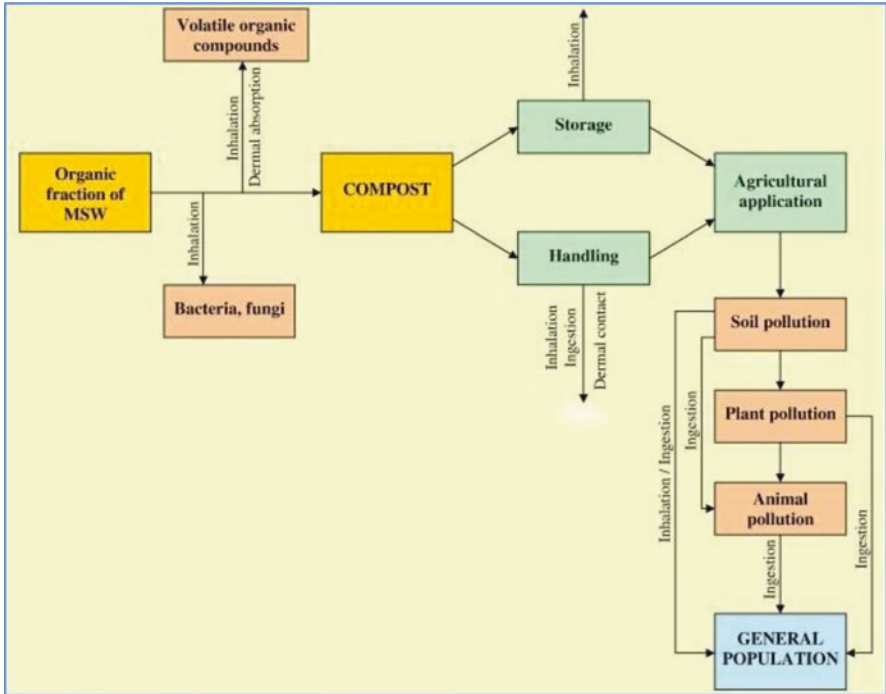 Volatile organic
compounds
Inhalation
Dermal absorption
Inhalation
Organic
fraction of
MSW
COMPOST
Storage
Agricultural
application
Inhalation
Handling
Bacteria, fungi
Inhalation
Ingestion
Dermal contact
Soil pollution
Inhalation / Ingestion
Ingestion
Plant pollution
Animal
pollution
Ingestion
Ingestion
GENERAL
POPULATION